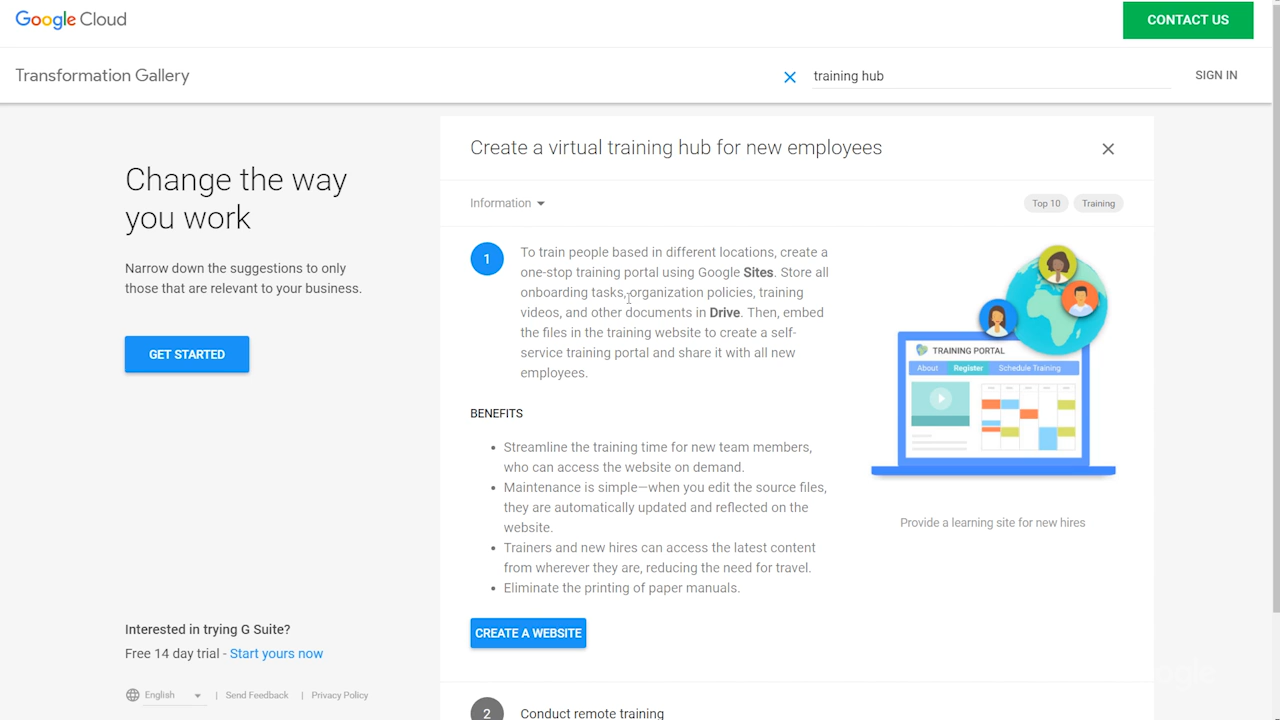 Google Cloud
CONTACT US
Transformation Gallery
training hub
SIGN IN
Change the way
you work
Narrow down the suggestions to only
those that are relevant to your business.
GET STARTED
Interested in trying G Suite?
Free 14 day trial - Start yours now
English | Send Feedback | Privacy Policy
Create a virtual training hub for new employees
Information
Top 10
Training
1
To train people based in different locations, create a
one-stop training portal using Google Sites. Store all
onboarding tasks, organization policies, training
videos, and other documents in Drive. Then, embed
the files in the training website to create a self-
service training portal and share it with all new
employees.
BENEFITS
• Streamline the training time for new team members,
who can access the website on demand.
• Maintenance is simple—when you edit the source files,
they are automatically updated and reflected on the
website.
• Trainers and new hires can access the latest content
from wherever they are, reducing the need for travel.
• Eliminate the printing of paper manuals.
CREATE A WEBSITE
TRAINING PORTAL
About Register Schedule Training
Provide a learning site for new hires
2
Conduct remote training